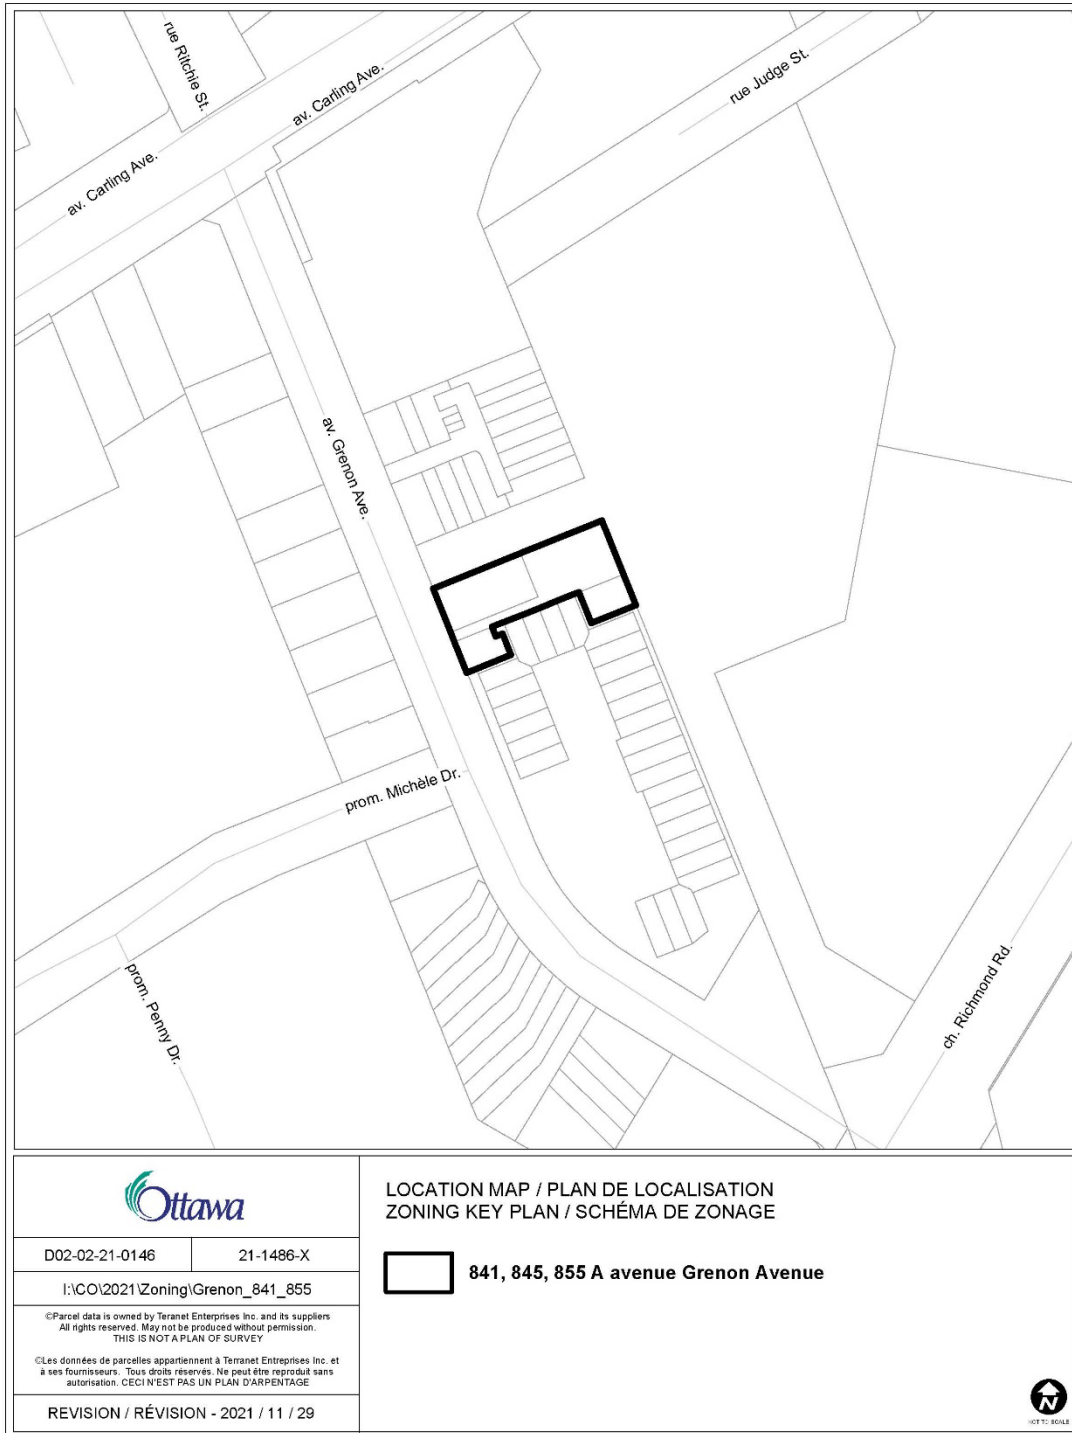 rue Ritchie St.
av. Carling Ave.
rue Judge St.
av. Carling Ave.
av. Grenon Ave.
prom. Michèle Dr.
prom. Penny Dr.
ch. Richmond Rd.
Ottawa
D02-02-21-0146
21-1486-X
I:\CO\2021\Zoning\Grenon_841_855
©Parcel data is owned by Teranet Enterprises Inc. and its suppliers
All rights reserved. May not be produced without permission.
THIS IS NOT A PLAN OF SURVEY
©Les données de parcelles appartiennent à Terranet Entreprises Inc. et
à ses fournisseurs. Tous droits réservés. Ne peut être reproduit sans
autorisation. CECI N'EST PAS UN PLAN D'ARPENTAGE
REVISION / RÉVISION - 2021 / 11 / 29
LOCATION MAP / PLAN DE LOCALISATION
ZONING KEY PLAN / SCHÉMA DE ZONAGE
841, 845, 855 A avenue Grenon Avenue
N
NOT TO SCALE